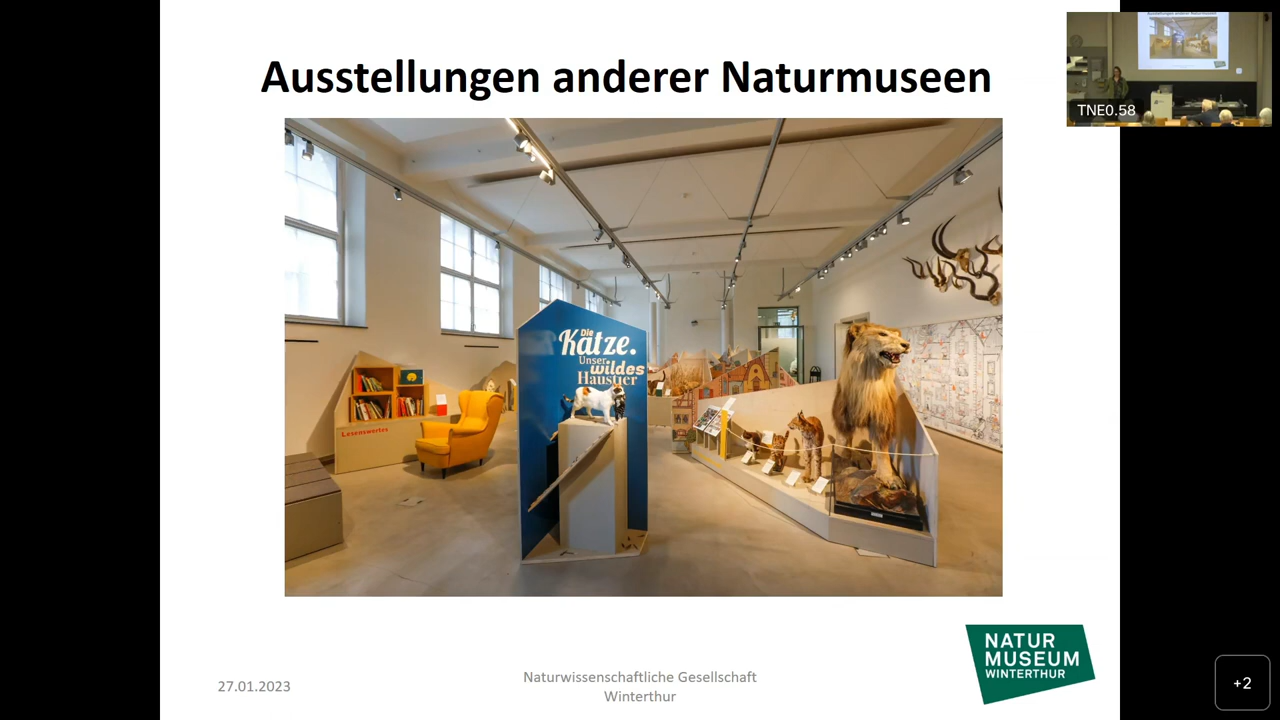 Ausstellungen anderer Naturmuseen
TNE0.58
Die
Katze.
Unser
wildes
Haustier
Lesenswertes
NATUR
MUSEUM
WINTERTHUR
27.01.2023
Naturwissenschaftliche Gesellschaft
Winterthur
+2